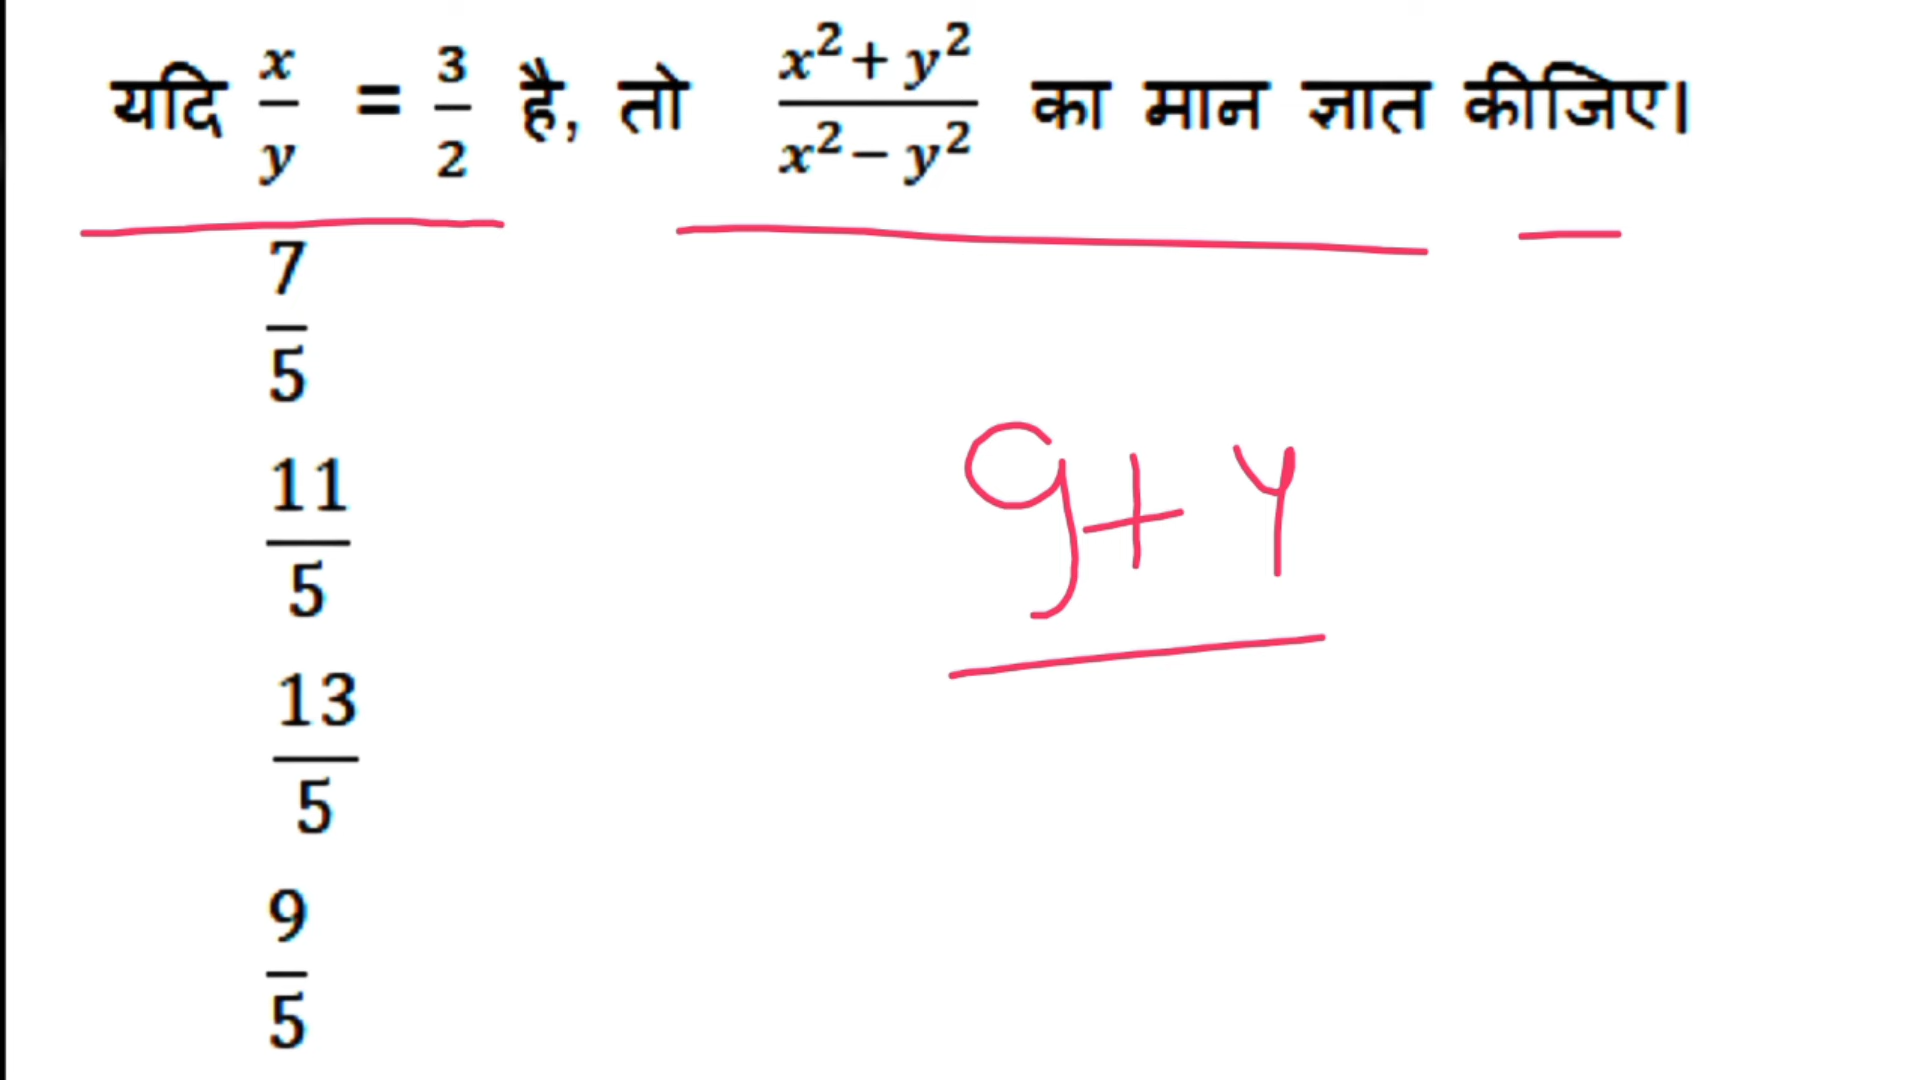 यदि x/y = 3/2 है, तो (x² + y²)/(x² − y²) का मान ज्ञात कीजिए।
7/5
11/5
9 + 4
13/5
9/5